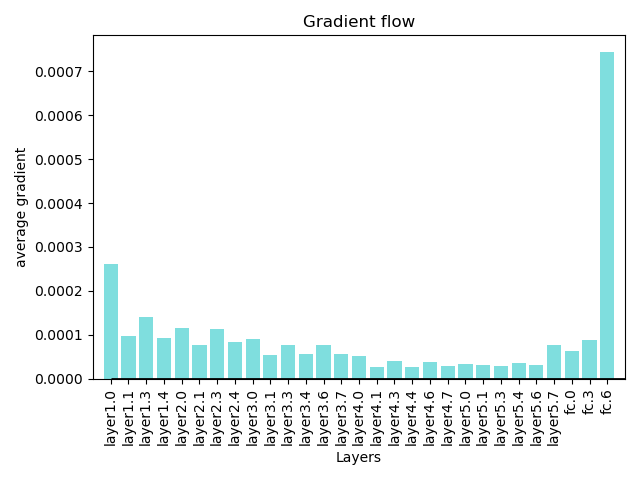 Gradient flow
0.0007
0.0006
0.0005
0.0004
0.0003
0.0002
0.0001
0.0000
average gradient
layer1.0
layer1.1
layer1.3
layer1.4
layer2.0
layer2.1
layer2.3
layer2.4
layer3.0
layer3.1
layer3.3
layer3.4
layer3.6
layer3.7
layer4.0
layer4.1
layer4.3
layer4.4
layer4.6
layer4.7
layer5.0
layer5.1
layer5.3
layer5.4
layer5.6
layer5.7
fc.0
fc.3
fc.6
Layers